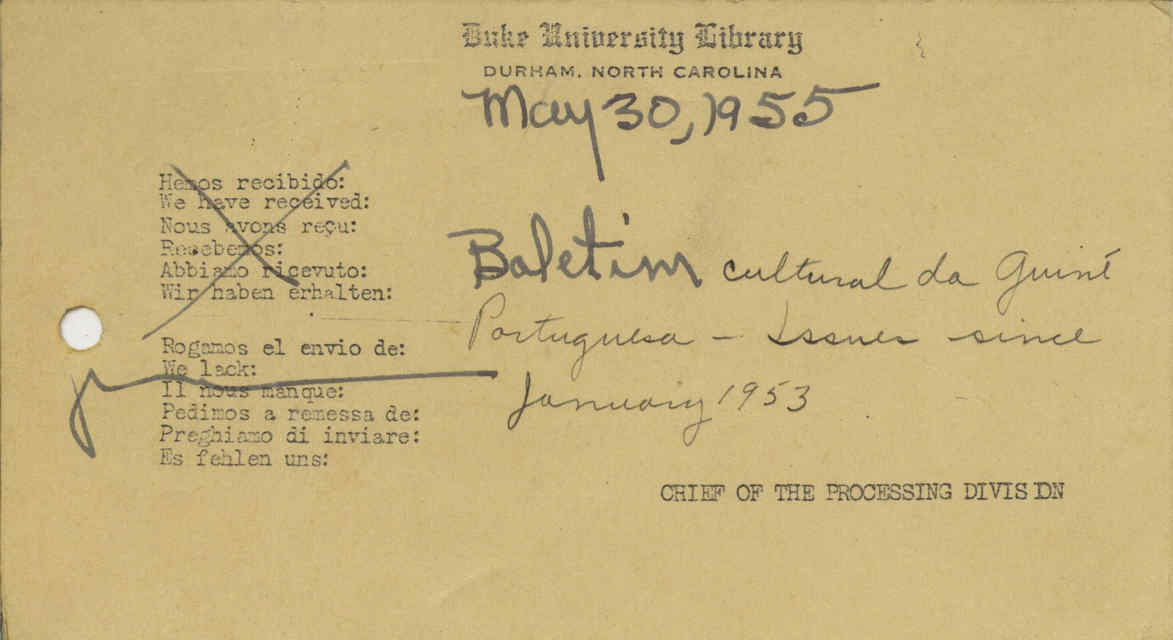 Duke University Library
DURHAM, NORTH CAROLINA
May 30, 1955
Hemos recibido:
We have received:
Nous avons reçu:
Recebemos:
Abbiamo ricevuto:
Wir haben erhalten:
Boletim cultural da Guiné
Portuguesa - Issues since
January 1953
Rogamos el envio de:
We lack:
Il nous manque:
Pedimos a remessa de:
Preghiamo di inviare:
Es fehlen uns:
CHIEF OF THE PROCESSING DIVISION